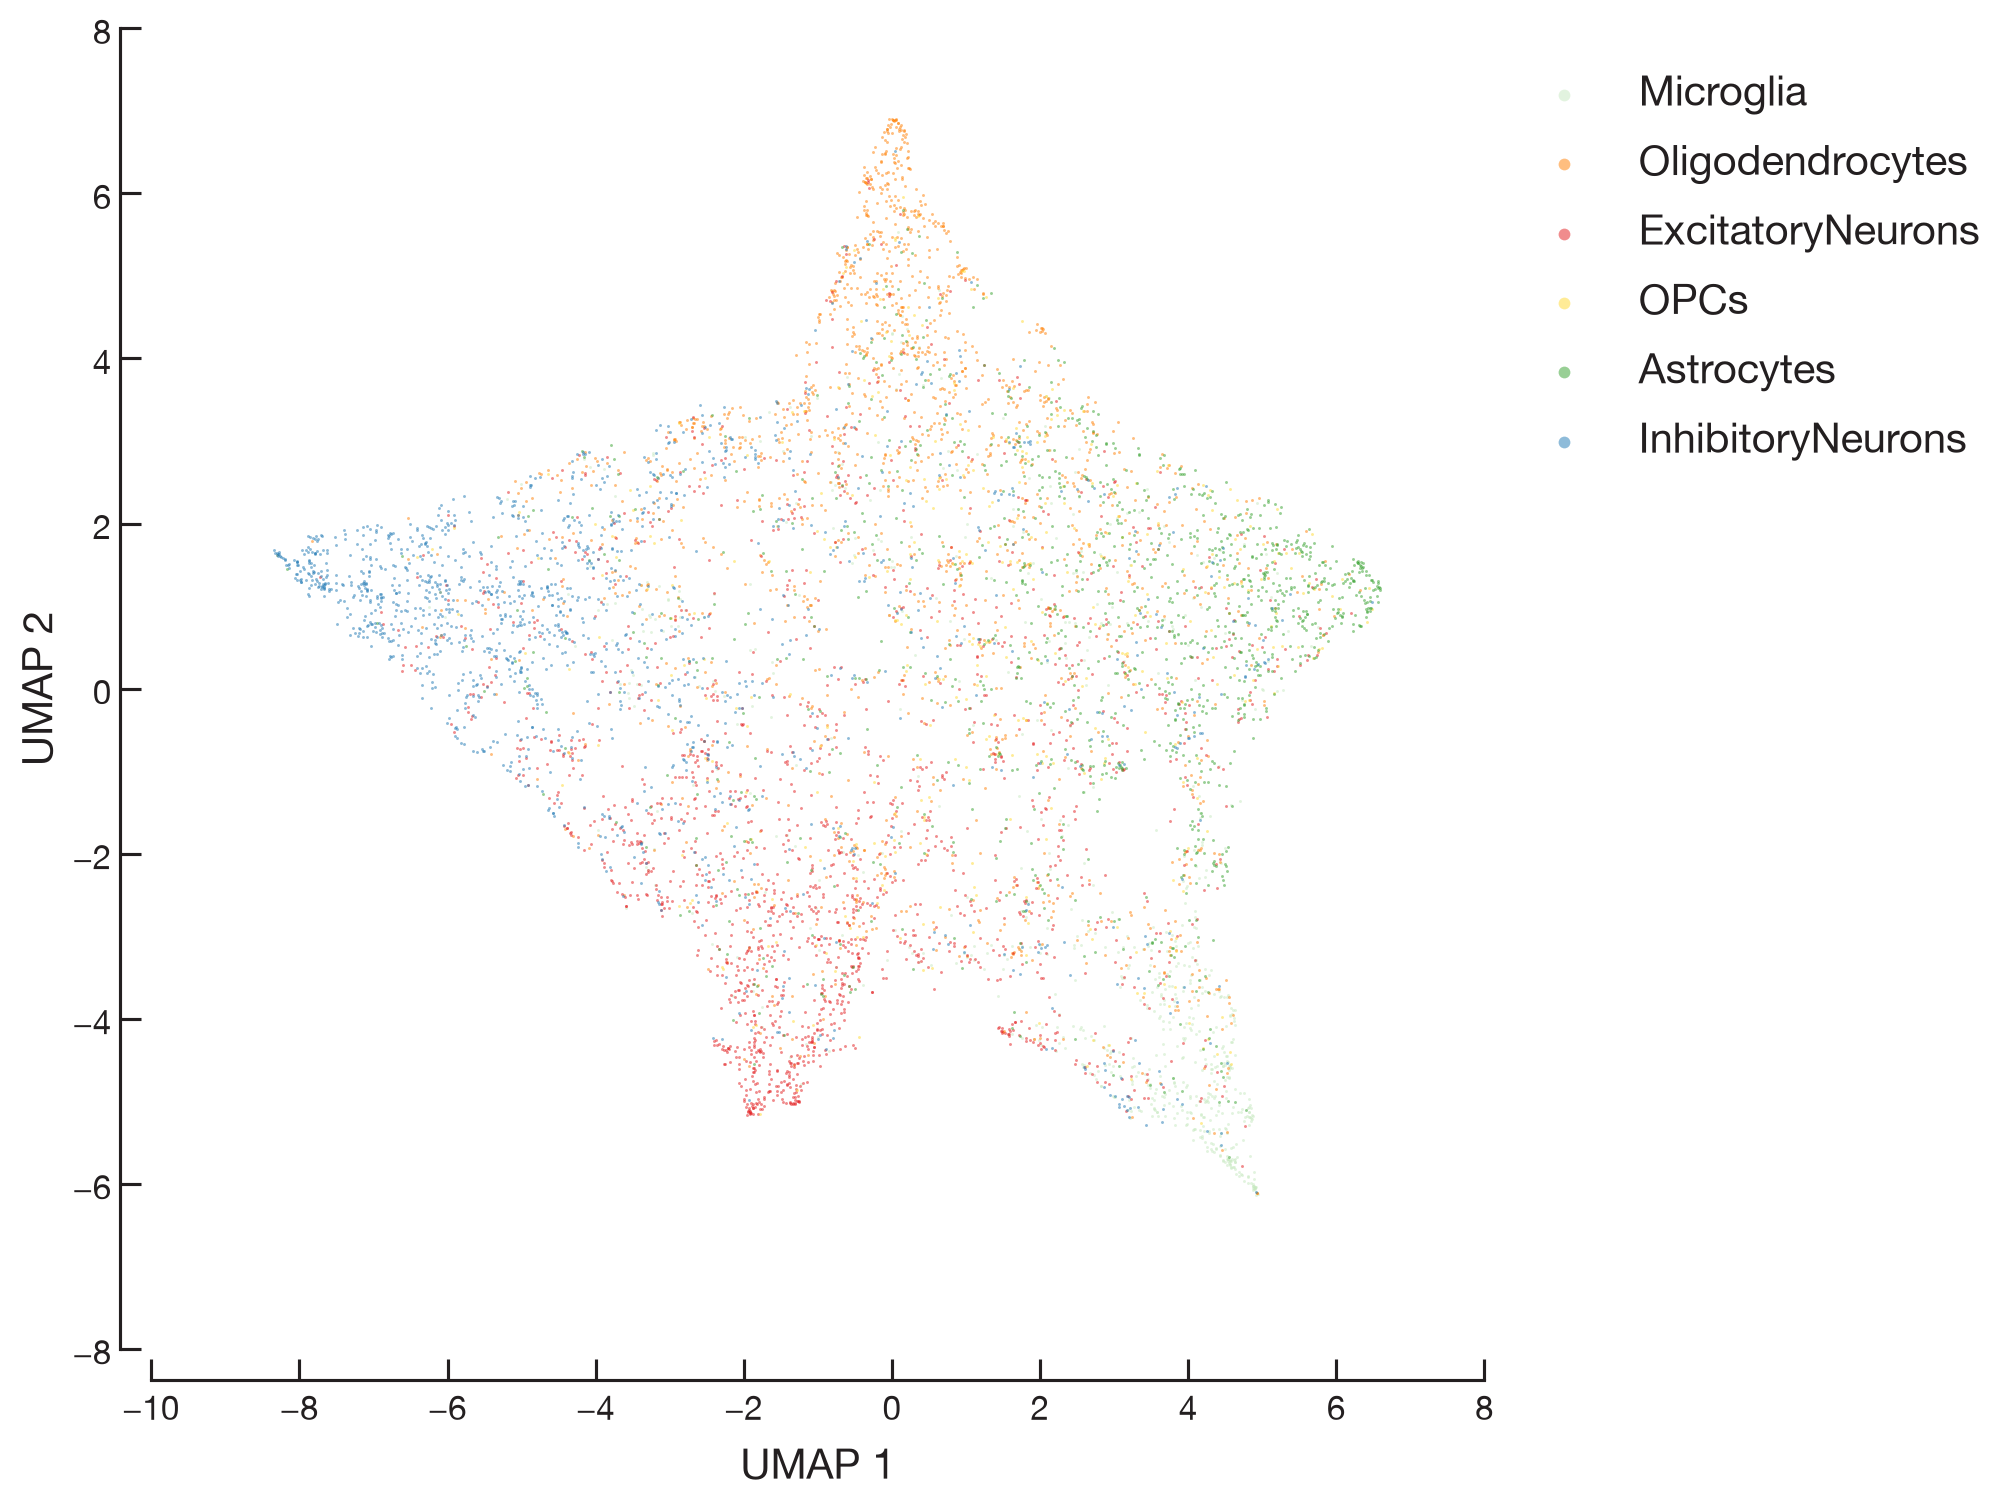 8
6
4
2
0
−2
−4
−6
−8
UMAP 2
−10 −8 −6 −4 −2 0 2 4 6 8
UMAP 1
Microglia
Oligodendrocytes
ExcitatoryNeurons
OPCs
Astrocytes
InhibitoryNeurons